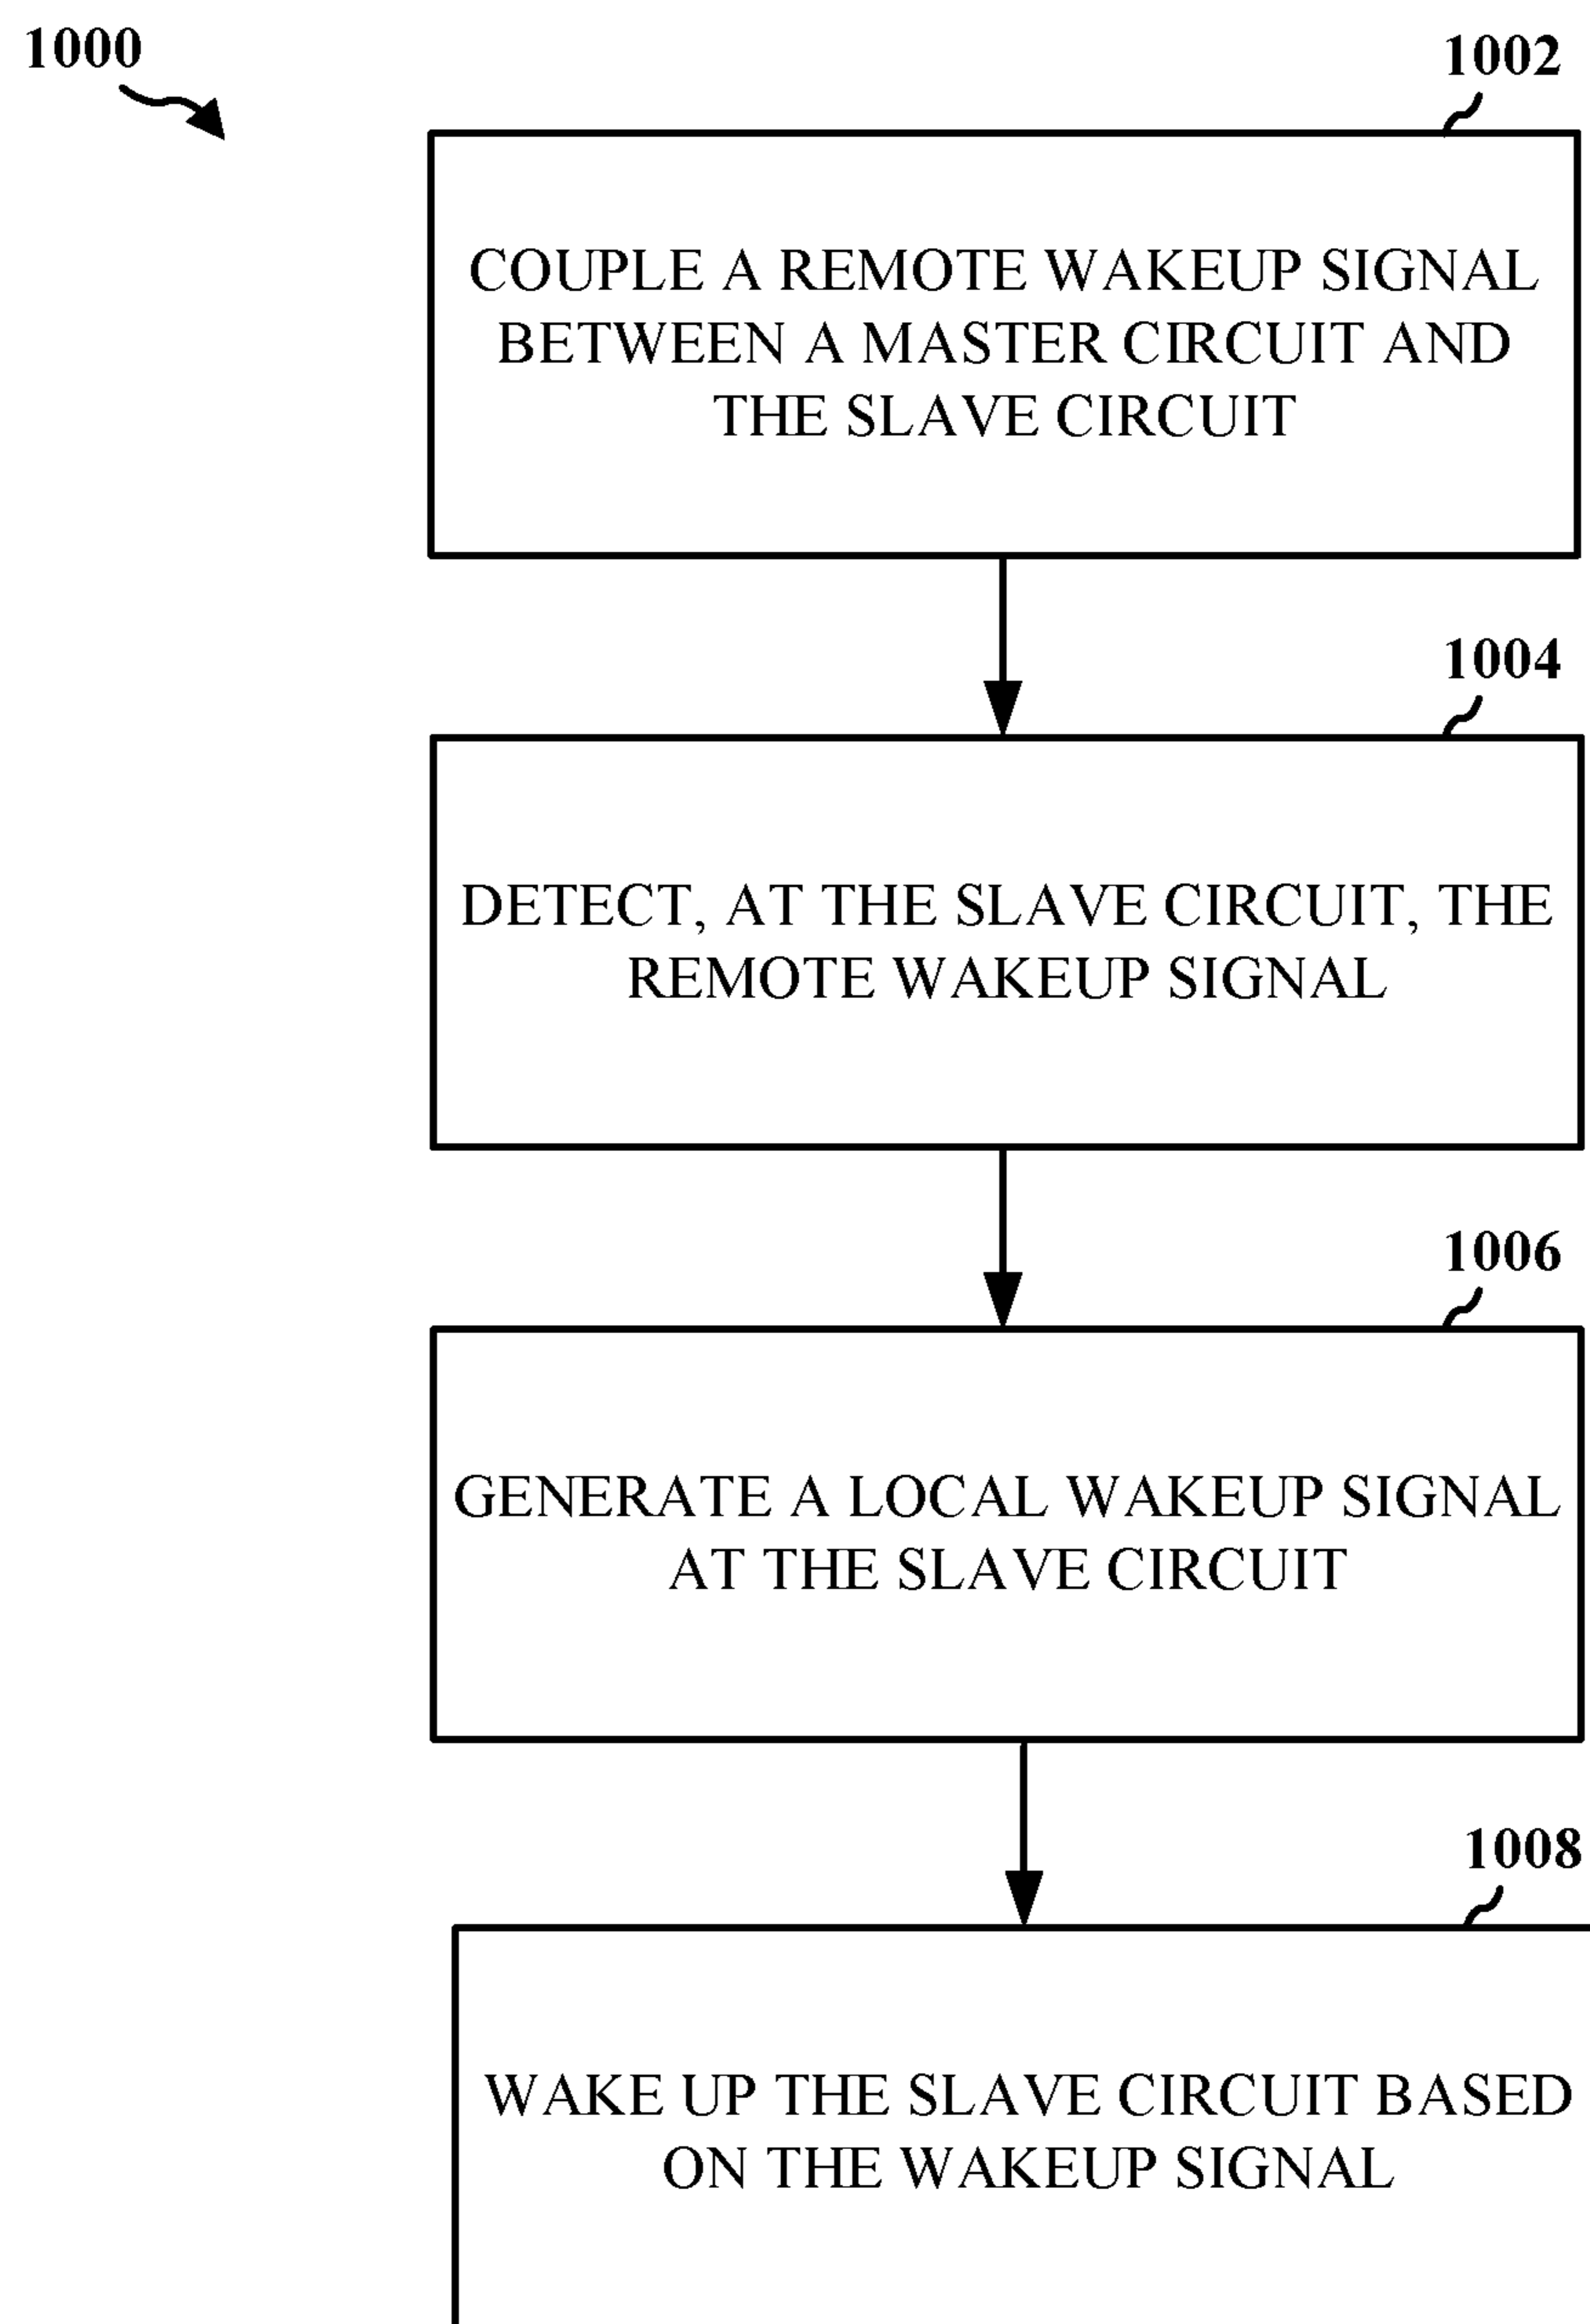 1000
1002
COUPLE A REMOTE WAKEUP SIGNAL
BETWEEN A MASTER CIRCUIT AND
THE SLAVE CIRCUIT
1004
DETECT, AT THE SLAVE CIRCUIT, THE
REMOTE WAKEUP SIGNAL
1006
GENERATE A LOCAL WAKEUP SIGNAL
AT THE SLAVE CIRCUIT
1008
WAKE UP THE SLAVE CIRCUIT BASED
ON THE WAKEUP SIGNAL